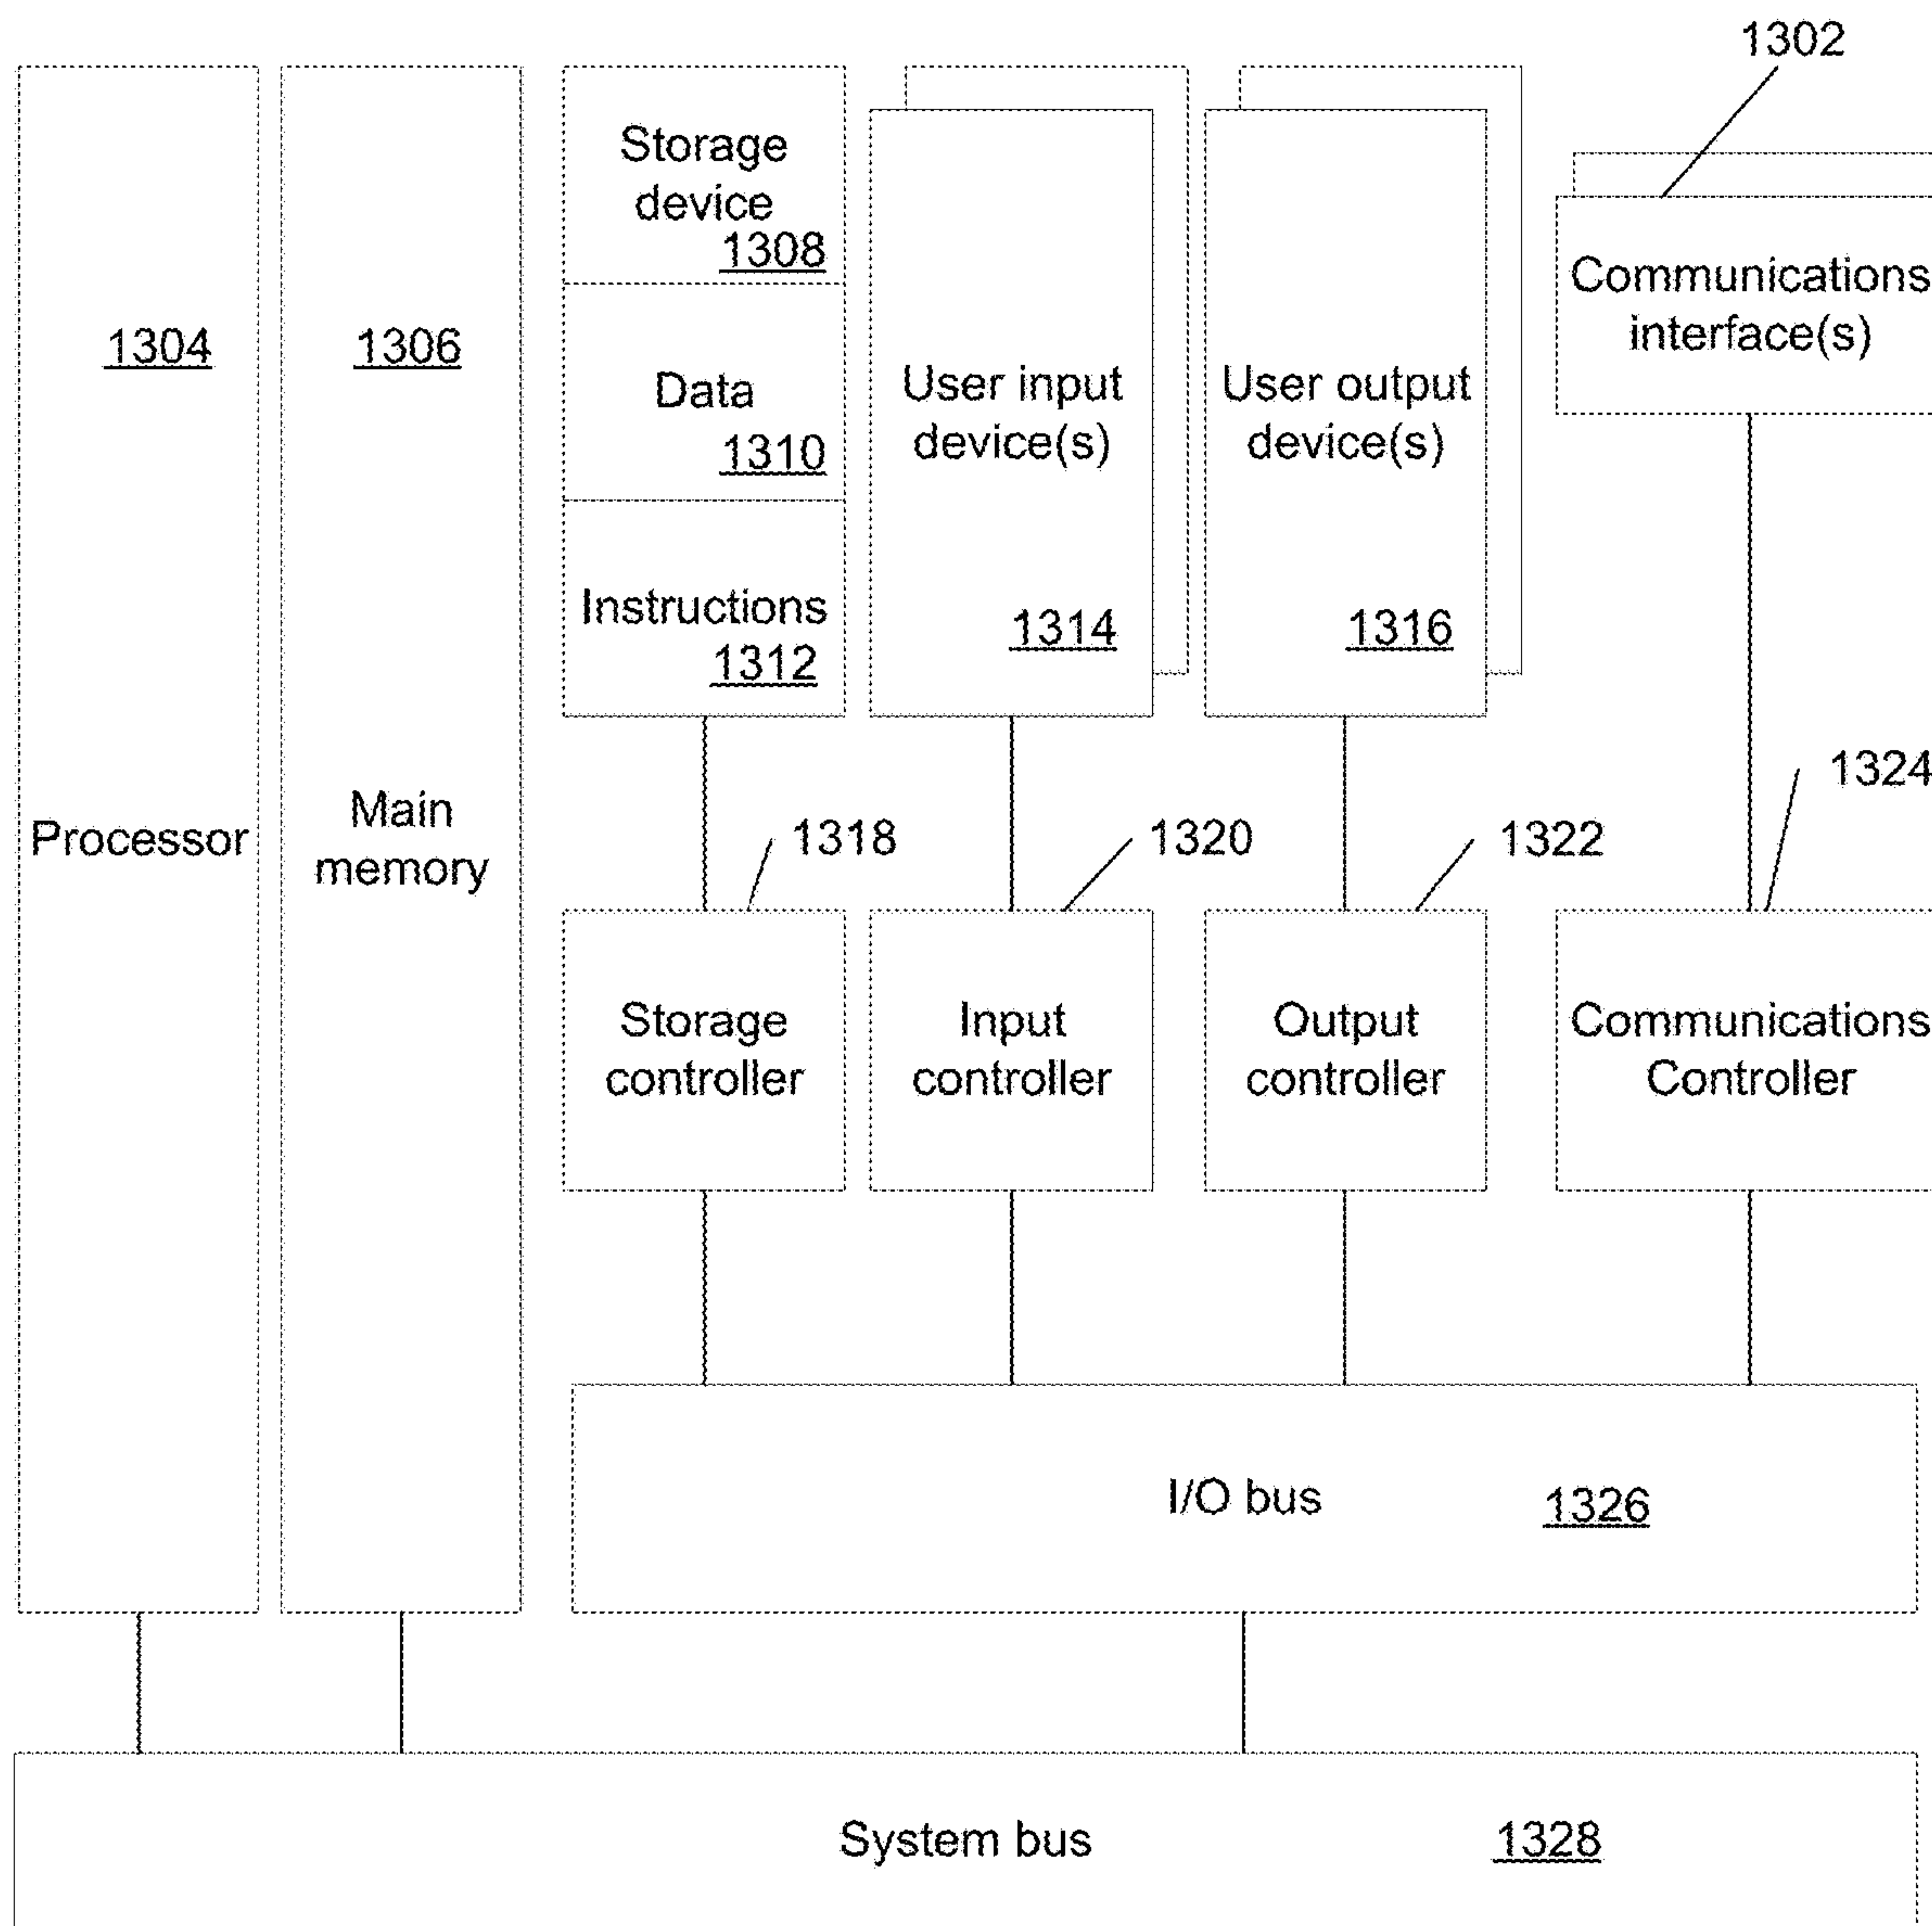 1302
Storage
device
1308
Communications
interface(s)
1304
1306
Data
1310
User input
device(s)
User output
device(s)
Instructions
1312
1314
1316
1324
Processor
Main
memory
1318
1320
1322
Storage
controller
Input
controller
Output
controller
Communications
Controller
I/O bus
1326
System bus
1328